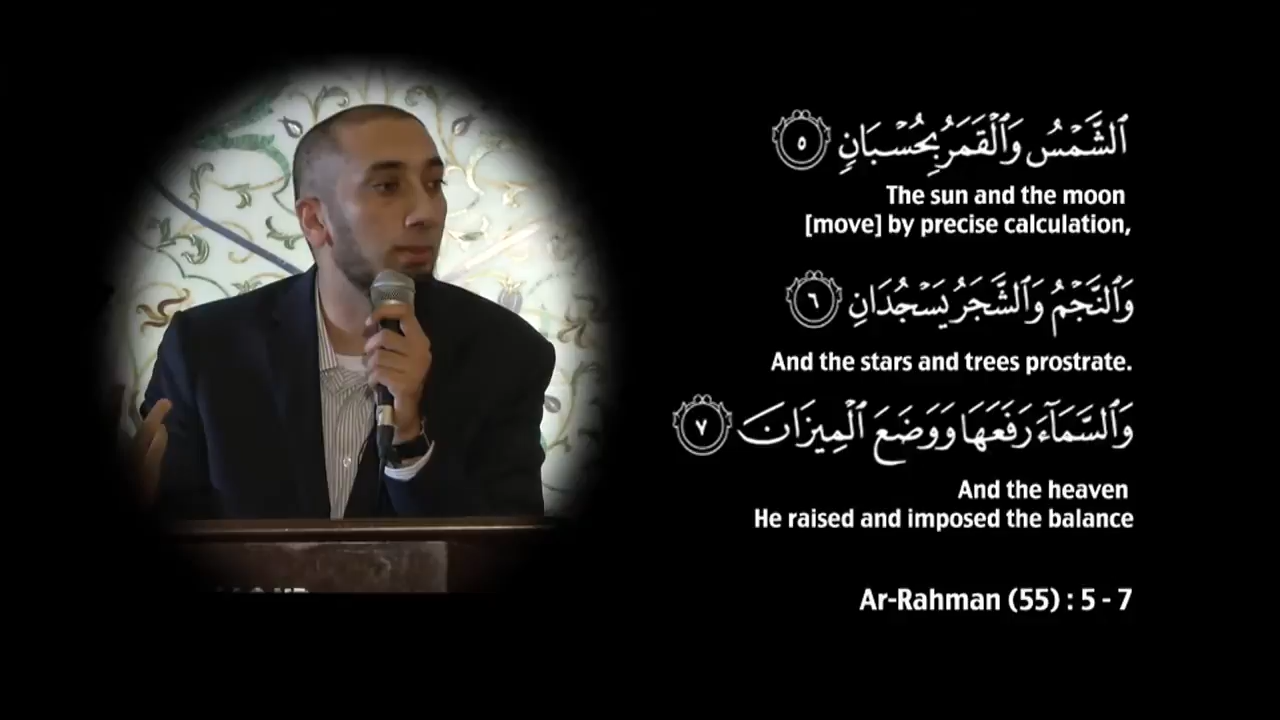 ٱلشَّمْسُ وَٱلْقَمَرُ بِحُسْبَانٍ ٥
The sun and the moon
[move] by precise calculation,
وَٱلنَّجْمُ وَٱلشَّجَرُ يَسْجُدَانِ ٦
And the stars and trees prostrate.
وَٱلسَّمَآءَ رَفَعَهَا وَوَضَعَ ٱلْمِيزَانَ ٧
And the heaven
He raised and imposed the balance
Ar-Rahman (55) : 5 - 7